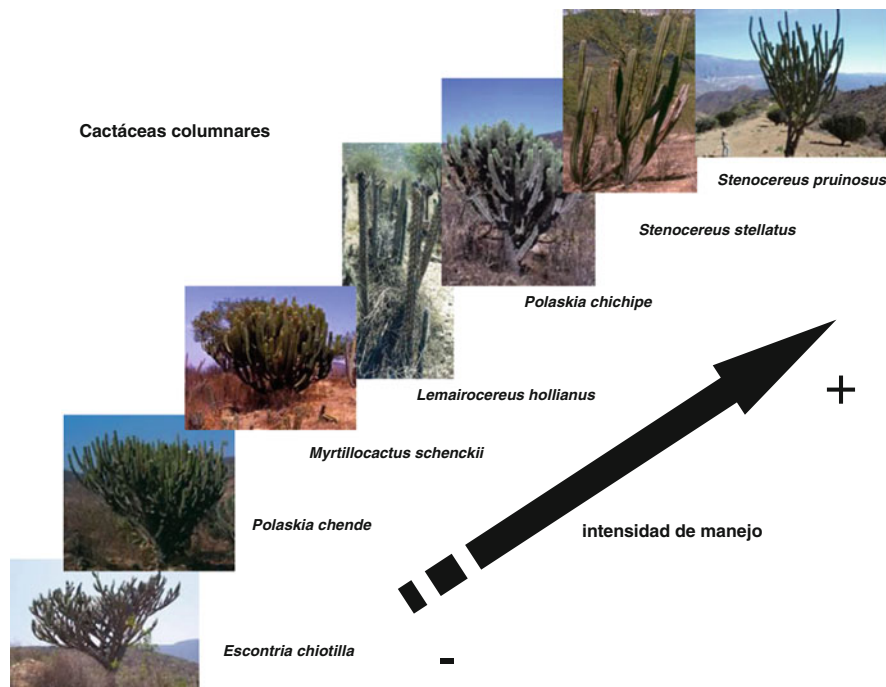 Cactáceas columnares
Stenocereus pruinosus
Stenocereus stellatus
Polaskia chichipe
Lemairocereus hollianus
Myrtillocactus schenckii
Polaskia chende
Escontria chiotilla
+
intensidad de manejo
-